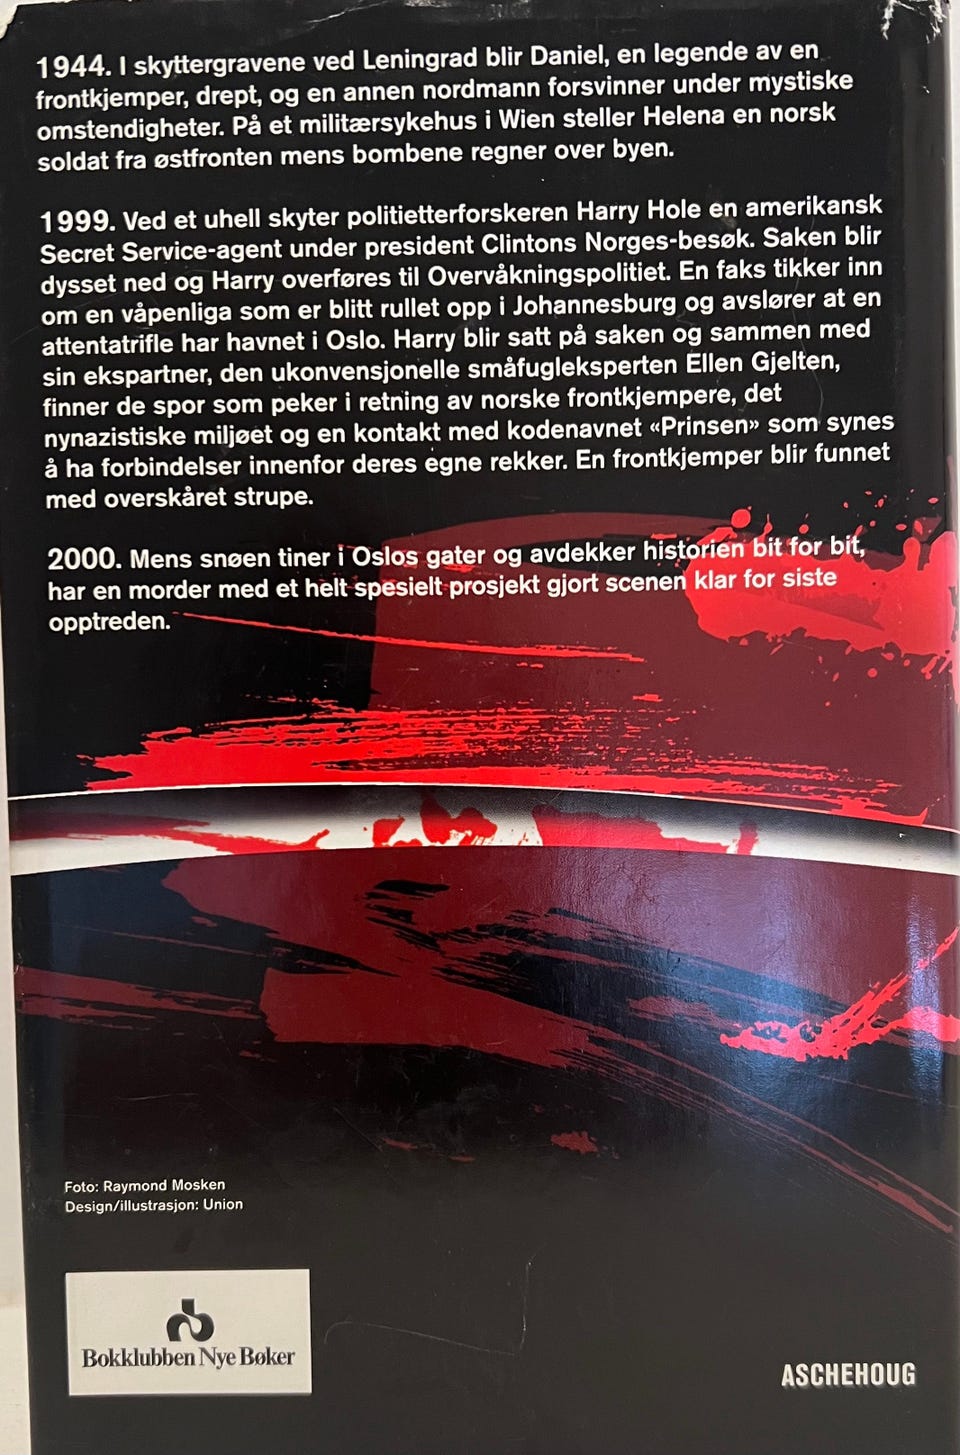 1944. I skyttergravene ved Leningrad blir Daniel, en legende av en
frontkjemper, drept, og en annen nordmann forsvinner under mystiske
omstendigheter. På et militærsykehus i Wien steller Helena en norsk
soldat fra østfronten mens bombene regner over byen.
1999. Ved et uhell skyter politietterforskeren Harry Hole en amerikansk
Secret Service-agent under president Clintons Norges-besøk. Saken blir
dysset ned og Harry overføres til Overvåkningspolitiet. En faks tikker inn
om en våpenliga som er blitt rullet opp i Johannesburg og avslører at en
attentatrifle har havnet i Oslo. Harry blir satt på saken og sammen med
sin ekspartner, den ukonvensjonelle småfugleksperten Ellen Gjelten,
finner de spor som peker i retning av norske frontkjempere, det
nynazistiske miljøet og en kontakt med kodenavnet «Prinsen» som synes
å ha forbindelser innenfor deres egne rekker. En frontkjemper blir funnet
med overskåret strupe.
2000. Mens snøen tiner i Oslos gater og avdekker historien bit for bit,
har en morder med et helt spesielt prosjekt gjort scenen klar for siste
opptreden.
Foto: Raymond Mosken
Design/illustrasjon: Union
Bokklubben Nye Bøker
ASCHEHOUG